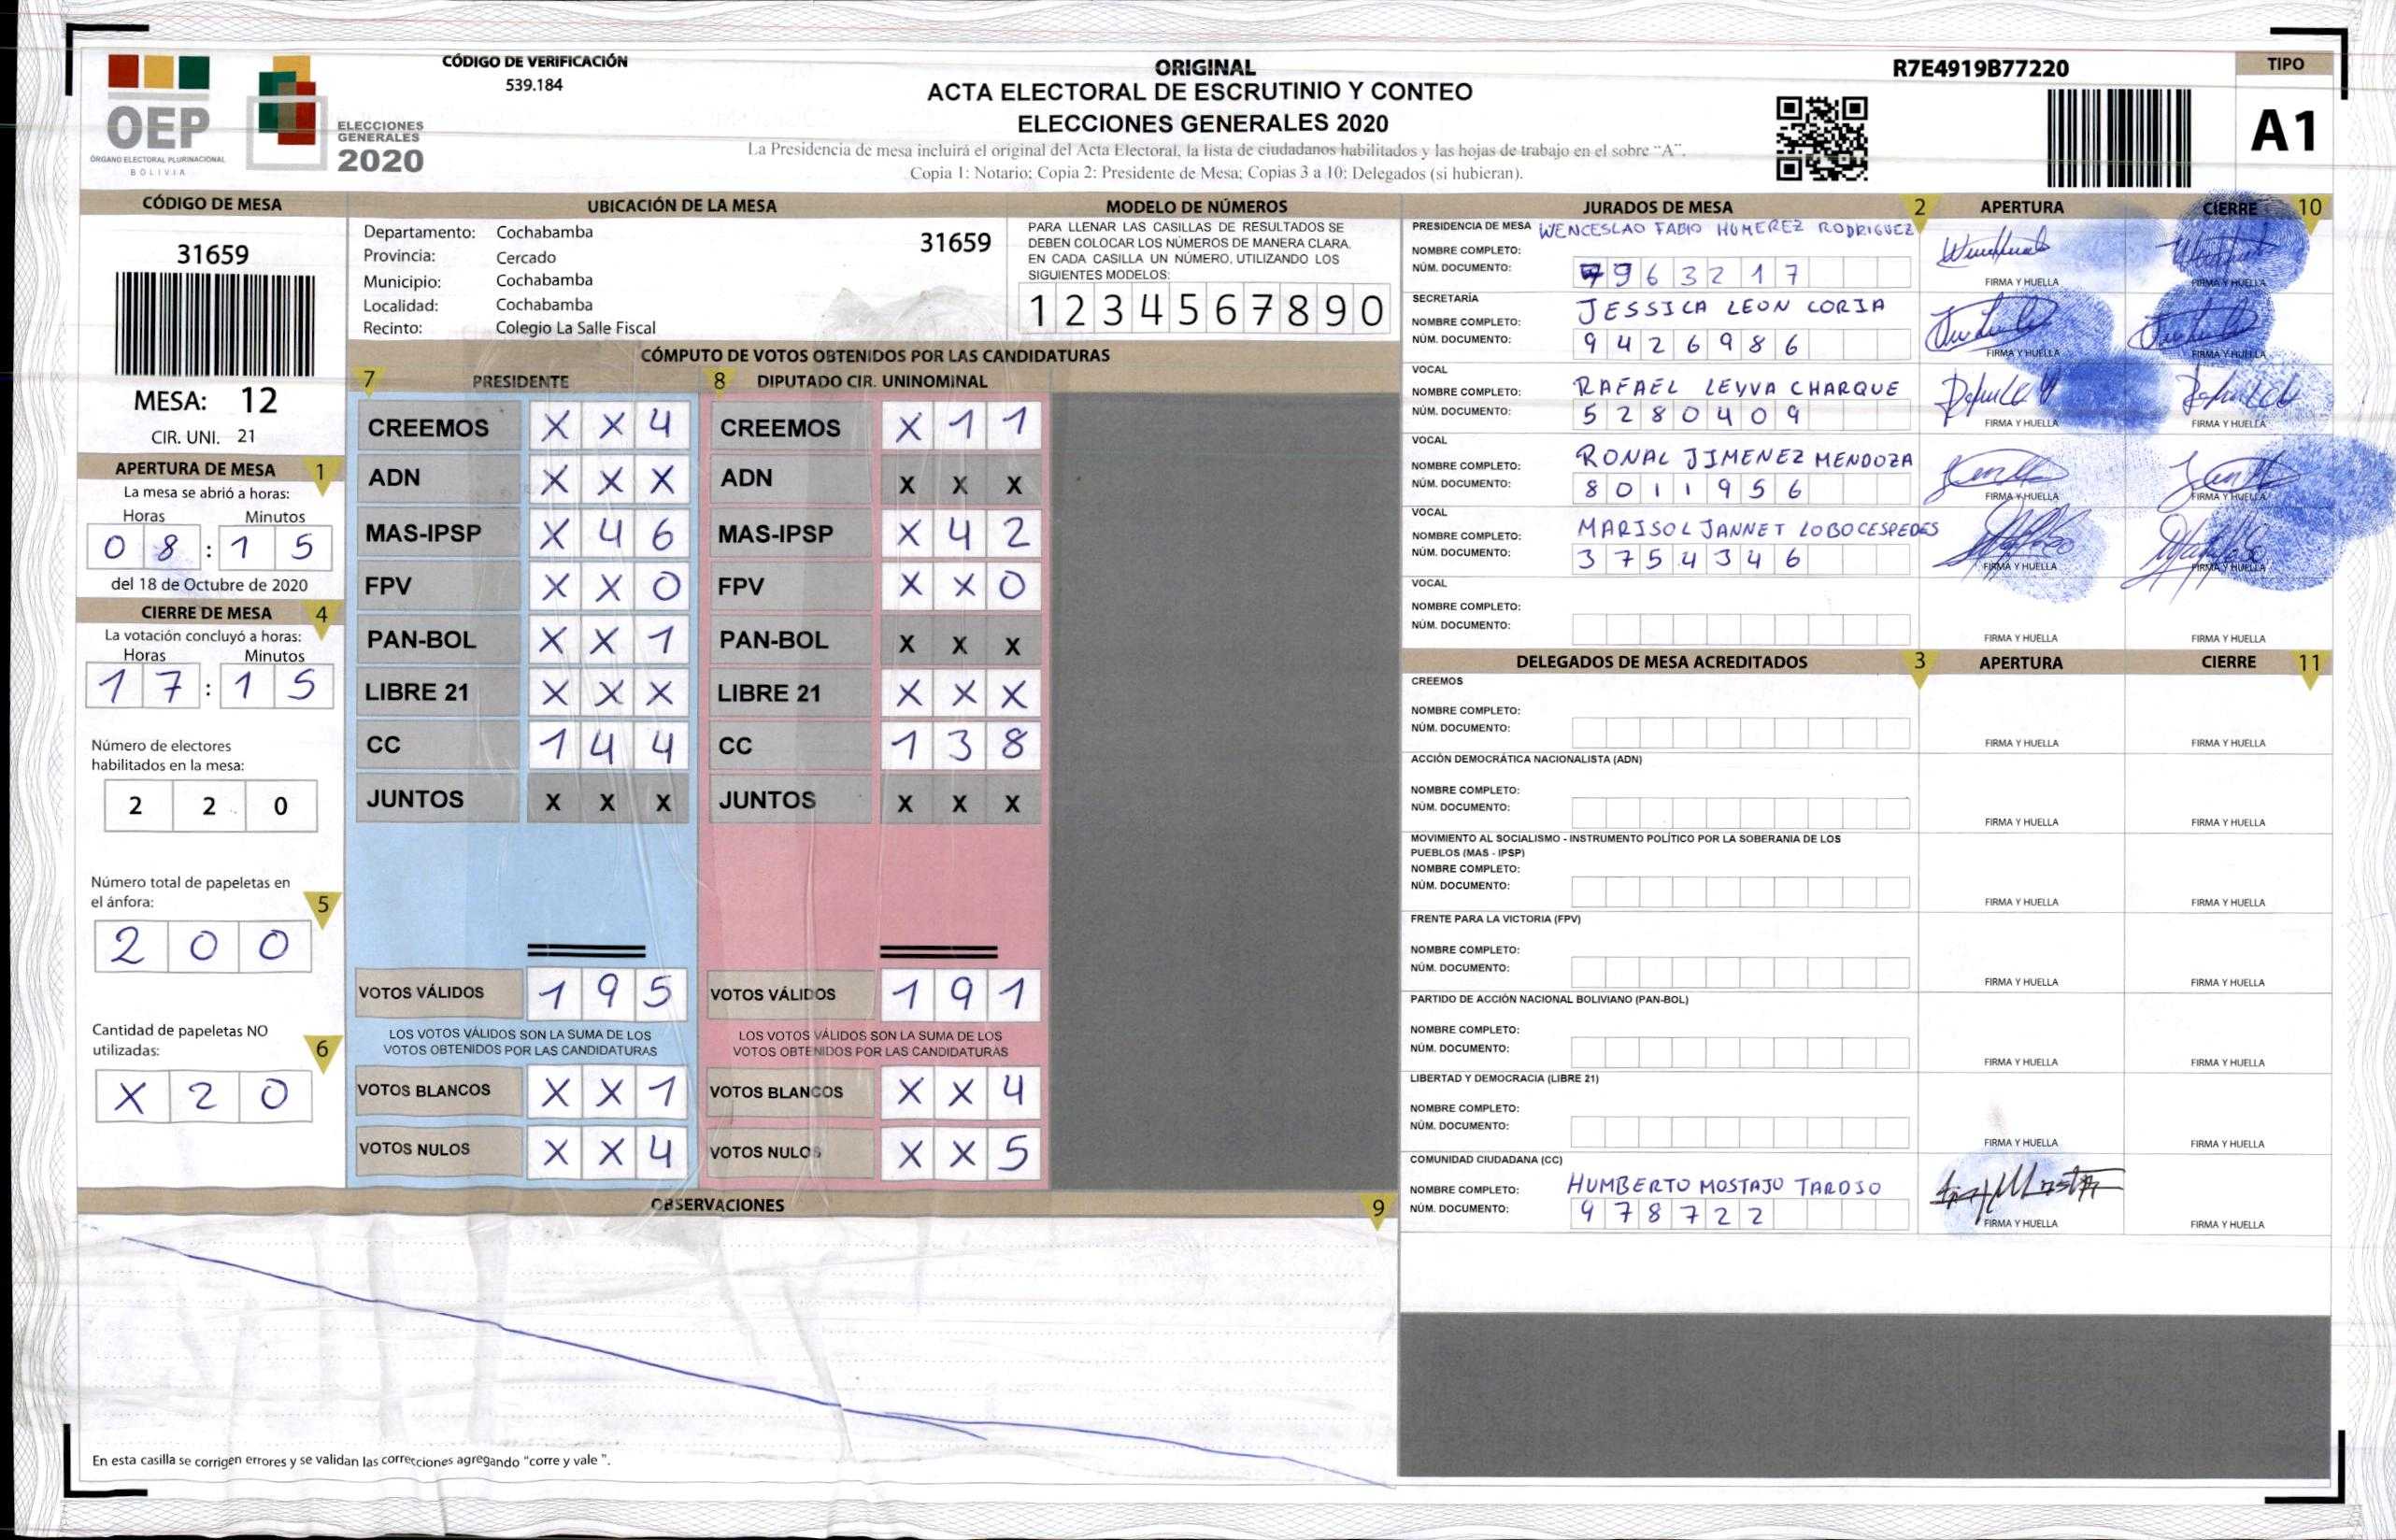 CÓDIGO DE VERIFICACIÓN
539.184
OEP
ÓRGANO ELECTORAL PLURINACIONAL
BOLIVIA
ELECCIONES
GENERALES
2020
ORIGINAL
ACTA ELECTORAL DE ESCRUTINIO Y CONTEO
ELECCIONES GENERALES 2020
La Presidencia de mesa incluirá el original del Acta Electoral, la lista de ciudadanos habilitados y las hojas de trabajo en el sobre "A".
Copia 1: Notario; Copia 2: Presidente de Mesa; Copias 3 a 10: Delegados (si hubieran).
R7E4919B77220
TIPO
A1
CÓDIGO DE MESA
31659
MESA: 12
CIR. UNI. 21
APERTURA DE MESA 1
La mesa se abrió a horas:
Horas Minutos
0 8 : 1 5
del 18 de Octubre de 2020
CIERRE DE MESA 4
La votación concluyó a horas:
Horas Minutos
1 7 : 1 5
Número de electores
habilitados en la mesa:
2 2 0
Número total de papeletas en
el ánfora: 5
2 0 0
Cantidad de papeletas NO
utilizadas: 6
X 2 0
UBICACIÓN DE LA MESA
Departamento: Cochabamba 31659
Provincia: Cercado
Municipio: Cochabamba
Localidad: Cochabamba
Recinto: Colegio La Salle Fiscal
MODELO DE NÚMEROS
PARA LLENAR LAS CASILLAS DE RESULTADOS SE
DEBEN COLOCAR LOS NÚMEROS DE MANERA CLARA.
EN CADA CASILLA UN NÚMERO, UTILIZANDO LOS
SIGUIENTES MODELOS:
1 2 3 4 5 6 7 8 9 0
CÓMPUTO DE VOTOS OBTENIDOS POR LAS CANDIDATURAS
7 PRESIDENTE 8 DIPUTADO CIR. UNINOMINAL
CREEMOS X X 4 CREEMOS X 1 1
ADN X X X ADN X X X
MAS-IPSP X 4 6 MAS-IPSP X 4 2
FPV X X 0 FPV X X 0
PAN-BOL X X 1 PAN-BOL X X X
LIBRE 21 X X X LIBRE 21 X X X
CC 1 4 4 CC 1 3 8
JUNTOS X X X JUNTOS X X X
VOTOS VÁLIDOS 1 9 5 VOTOS VÁLIDOS 1 9 1
LOS VOTOS VÁLIDOS SON LA SUMA DE LOS LOS VOTOS VÁLIDOS SON LA SUMA DE LOS
VOTOS OBTENIDOS POR LAS CANDIDATURAS VOTOS OBTENIDOS POR LAS CANDIDATURAS
VOTOS BLANCOS X X 1 VOTOS BLANCOS X X 4
VOTOS NULOS X X 4 VOTOS NULOS X X 5
OBSERVACIONES 9
En esta casilla se corrigen errores y se validan las correcciones agregando "corre y vale ".
JURADOS DE MESA 2 APERTURA CIERRE 10
PRESIDENCIA DE MESA WENCESLAO FABIO HUMEREZ RODRIGUEZ
NOMBRE COMPLETO:
NÚM. DOCUMENTO: 7 9 6 3 2 1 7
FIRMA Y HUELLA FIRMA Y HUELLA
SECRETARÍA
NOMBRE COMPLETO: JESSICA LEON CORIA
NÚM. DOCUMENTO: 9 4 2 6 9 8 6
FIRMA Y HUELLA FIRMA Y HUELLA
VOCAL
NOMBRE COMPLETO: RAFAEL LEYVA CHARQUE
NÚM. DOCUMENTO: 5 2 8 0 4 0 9
FIRMA Y HUELLA FIRMA Y HUELLA
VOCAL
NOMBRE COMPLETO: RONAL JIMENEZ MENDOZA
NÚM. DOCUMENTO: 8 0 1 1 9 5 6
FIRMA Y HUELLA FIRMA Y HUELLA
VOCAL
NOMBRE COMPLETO: MARISOL JANNET LOBO CESPEDES
NÚM. DOCUMENTO: 3 7 5 4 3 4 6
FIRMA Y HUELLA FIRMA Y HUELLA
VOCAL
NOMBRE COMPLETO:
NÚM. DOCUMENTO:
FIRMA Y HUELLA FIRMA Y HUELLA
DELEGADOS DE MESA ACREDITADOS 3 APERTURA CIERRE 11
CREEMOS
NOMBRE COMPLETO:
NÚM. DOCUMENTO:
FIRMA Y HUELLA FIRMA Y HUELLA
ACCIÓN DEMOCRÁTICA NACIONALISTA (ADN)
NOMBRE COMPLETO:
NÚM. DOCUMENTO:
FIRMA Y HUELLA FIRMA Y HUELLA
MOVIMIENTO AL SOCIALISMO - INSTRUMENTO POLÍTICO POR LA SOBERANIA DE LOS
PUEBLOS (MAS - IPSP)
NOMBRE COMPLETO:
NÚM. DOCUMENTO:
FIRMA Y HUELLA FIRMA Y HUELLA
FRENTE PARA LA VICTORIA (FPV)
NOMBRE COMPLETO:
NÚM. DOCUMENTO:
FIRMA Y HUELLA FIRMA Y HUELLA
PARTIDO DE ACCIÓN NACIONAL BOLIVIANO (PAN-BOL)
NOMBRE COMPLETO:
NÚM. DOCUMENTO:
FIRMA Y HUELLA FIRMA Y HUELLA
LIBERTAD Y DEMOCRACIA (LIBRE 21)
NOMBRE COMPLETO:
NÚM. DOCUMENTO:
FIRMA Y HUELLA FIRMA Y HUELLA
COMUNIDAD CIUDADANA (CC)
NOMBRE COMPLETO: HUMBERTO MOSTAJO TARDIO
NÚM. DOCUMENTO: 9 7 8 7 2 2
FIRMA Y HUELLA FIRMA Y HUELLA